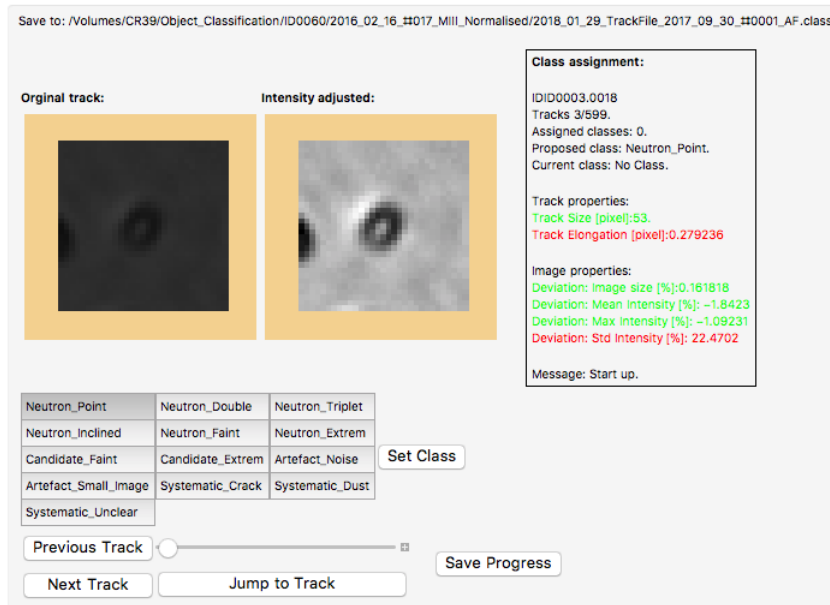 Save to: /Volumes/CR39/Object_Classification/ID0060/2016_02_16_#017_MIII_Normalised/2018_01_29_TrackFile_2017_09_30_#0001_AF.class
Orginal track:
Intensity adjusted:
Class assignment:
IDID0003.0018
Tracks 3/599.
Assigned classes: 0.
Proposed class: Neutron_Point.
Current class: No Class.
Track properties:
Track Size [pixel]:53.
Track Elongation [pixel]:0.279236
Image properties:
Deviation: Image size [%]:0.161818
Deviation: Mean Intensity [%]: −1.8423
Deviation: Max Intensity [%]: −1.09231
Deviation: Std Intensity [%]: 22.4702
Message: Start up.
Neutron_Point Neutron_Double Neutron_Triplet
Neutron_Inclined Neutron_Faint Neutron_Extrem
Candidate_Faint Candidate_Extrem Artefact_Noise
Set Class
Artefact_Small_Image Systematic_Crack Systematic_Dust
Systematic_Unclear
Previous Track
Save Progress
Next Track Jump to Track